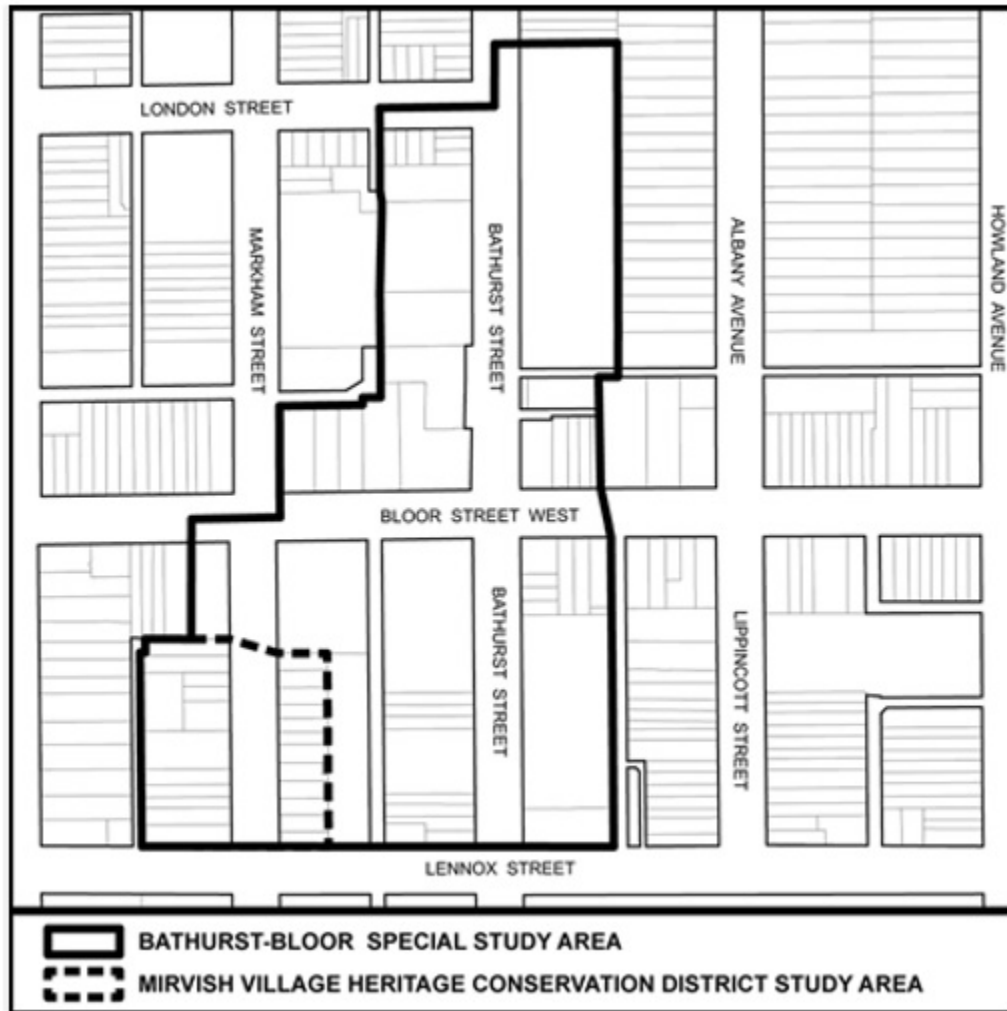 LONDON STREET
MARKHAM STREET
BATHURST STREET
ALBANY AVENUE
HOWLAND AVENUE
BLOOR STREET WEST
BATHURST STREET
LIPPINCOTT STREET
LENNOX STREET
BATHURST-BLOOR SPECIAL STUDY AREA
MIRVISH VILLAGE HERITAGE CONSERVATION DISTRICT STUDY AREA